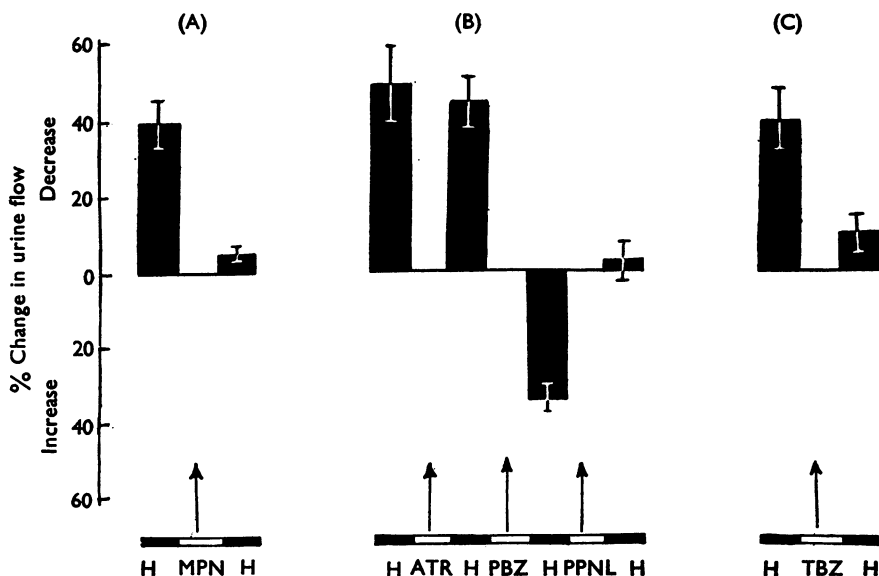 (A) (B) (C)
60
40
20
0
20
40
60
% Change in urine flow
Decrease
Increase
H MPN H
H ATR H PBZ H PPNL H
H TBZ H